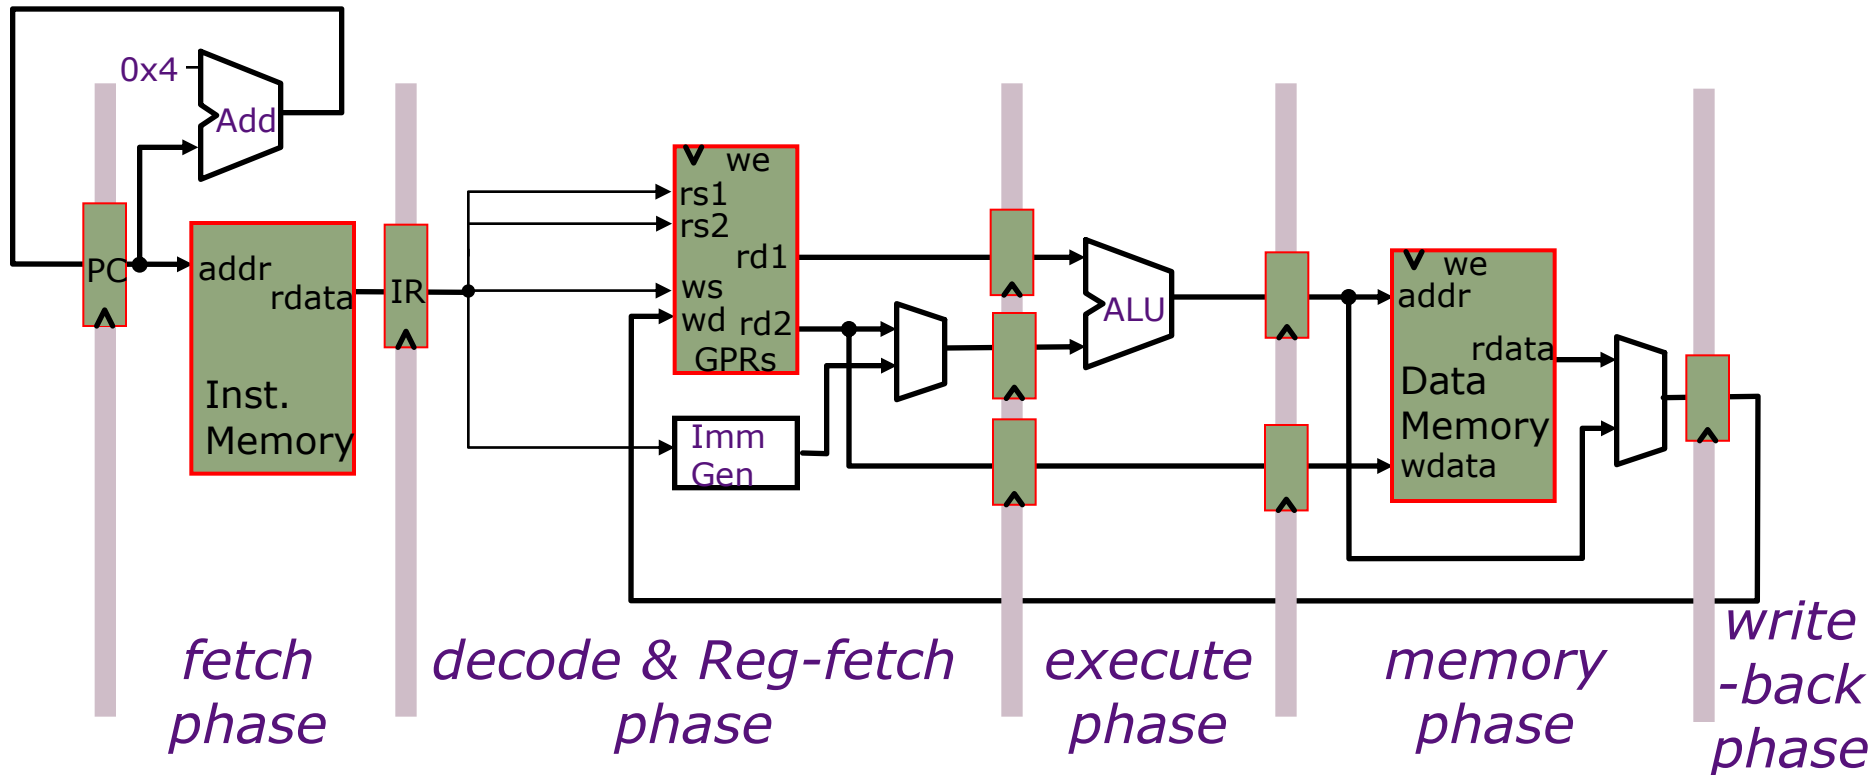 0x4
Add
PC
addr
rdata
Inst.
Memory
IR
we
rs1
rs2
rd1
ws
wd
rd2
GPRs
Imm
Gen
ALU
we
addr
rdata
Data
Memory
wdata
fetch
phase
decode & Reg-fetch
phase
execute
phase
memory
phase
write
-back
phase